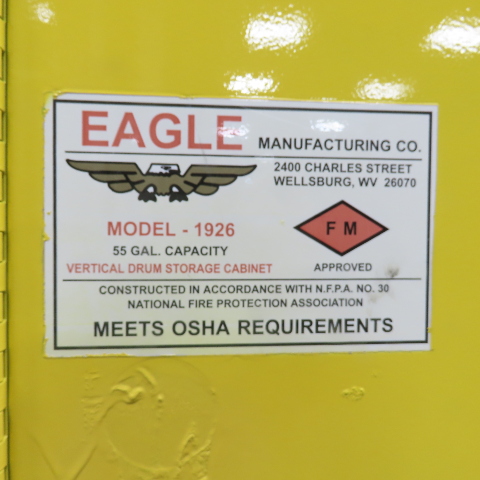 EAGLE MANUFACTURING CO.
2400 CHARLES STREET
WELLSBURG, WV 26070
MODEL - 1926
55 GAL. CAPACITY
VERTICAL DRUM STORAGE CABINET
F M
APPROVED
CONSTRUCTED IN ACCORDANCE WITH N.F.P.A. NO. 30
NATIONAL FIRE PROTECTION ASSOCIATION
MEETS OSHA REQUIREMENTS